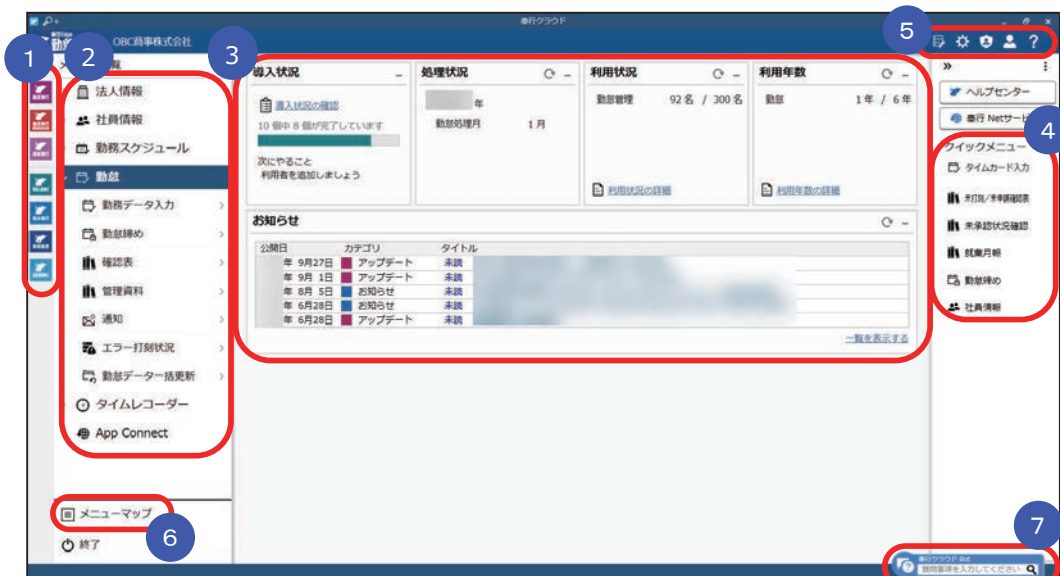 奉行クラウド
OBC商事株式会社
1
2
3
4
5
6
7
法人情報
社員情報
勤務スケジュール
勤怠
勤務データ入力
勤怠締め
確認表
管理資料
通知
エラー打刻状況
勤怠データ一括更新
タイムレコーダー
App Connect
メニューマップ
終了
導入状況
導入状況の確認
10 個中 8 個が完了しています
次にやること
利用者を追加しましょう
処理状況
年
勤怠処理月 1月
利用状況
勤怠管理 92名 / 300名
利用状況の詳細
利用年数
勤怠 1年 / 6年
利用年数の詳細
お知らせ
公開日 カテゴリ タイトル
年 9月27日 アップデート 未読
年 9月 1日 アップデート 未読
年 8月 5日 お知らせ 未読
年 6月28日 お知らせ 未読
年 6月28日 アップデート 未読
一覧を表示する
ヘルプセンター
奉行 Netサービ
クイックメニュー
タイムカード入力
未承認状況確認
就業月報
勤怠締め
社員情報
奉行クラウド Bot
質問事項を入力してください